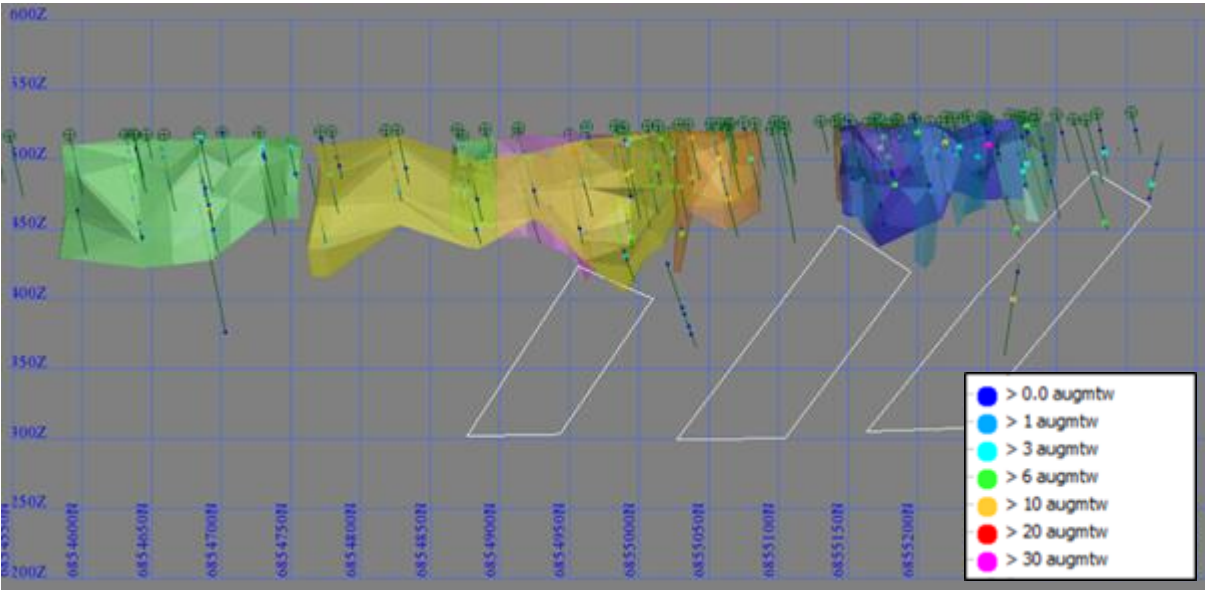 600Z
550Z
500Z
450Z
400Z
350Z
300Z
250Z
200Z
6854550N
6854600N
6854650N
6854700N
6854750N
6854800N
6854850N
6854900N
6854950N
6855000N
6855050N
6855100N
6855150N
6855200N
> 0.0 augmtw
> 1 augmtw
> 3 augmtw
> 6 augmtw
> 10 augmtw
> 20 augmtw
> 30 augmtw